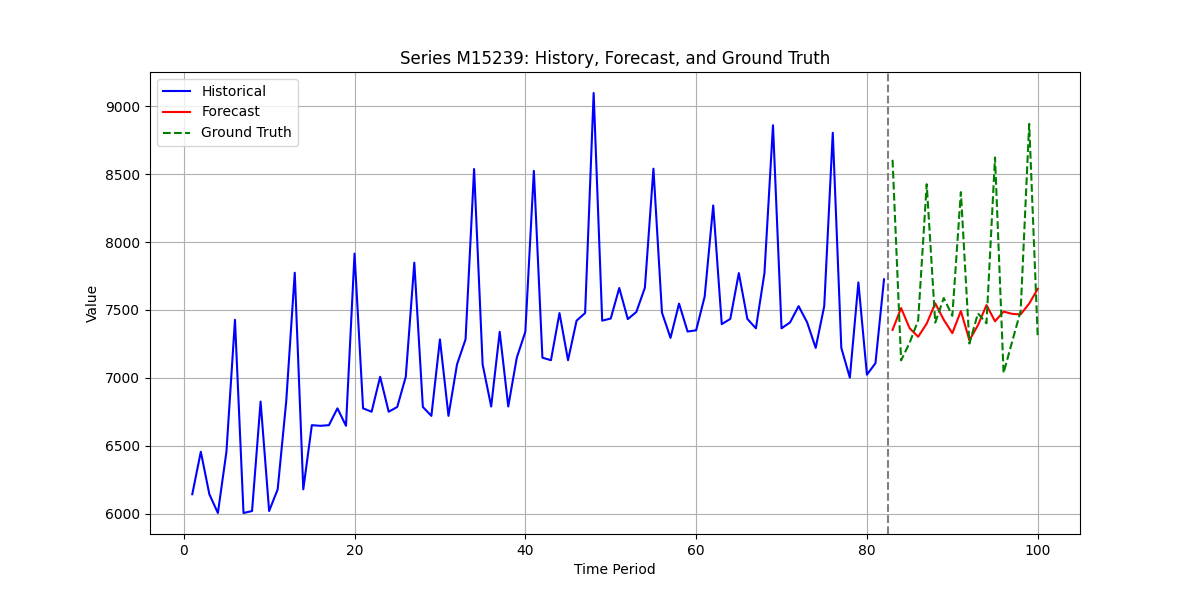 Series M15239: History, Forecast, and Ground Truth
Historical
Forecast
Ground Truth
9000
8500
8000
7500
7000
6500
6000
Value
0 20 40 60 80 100
Time Period